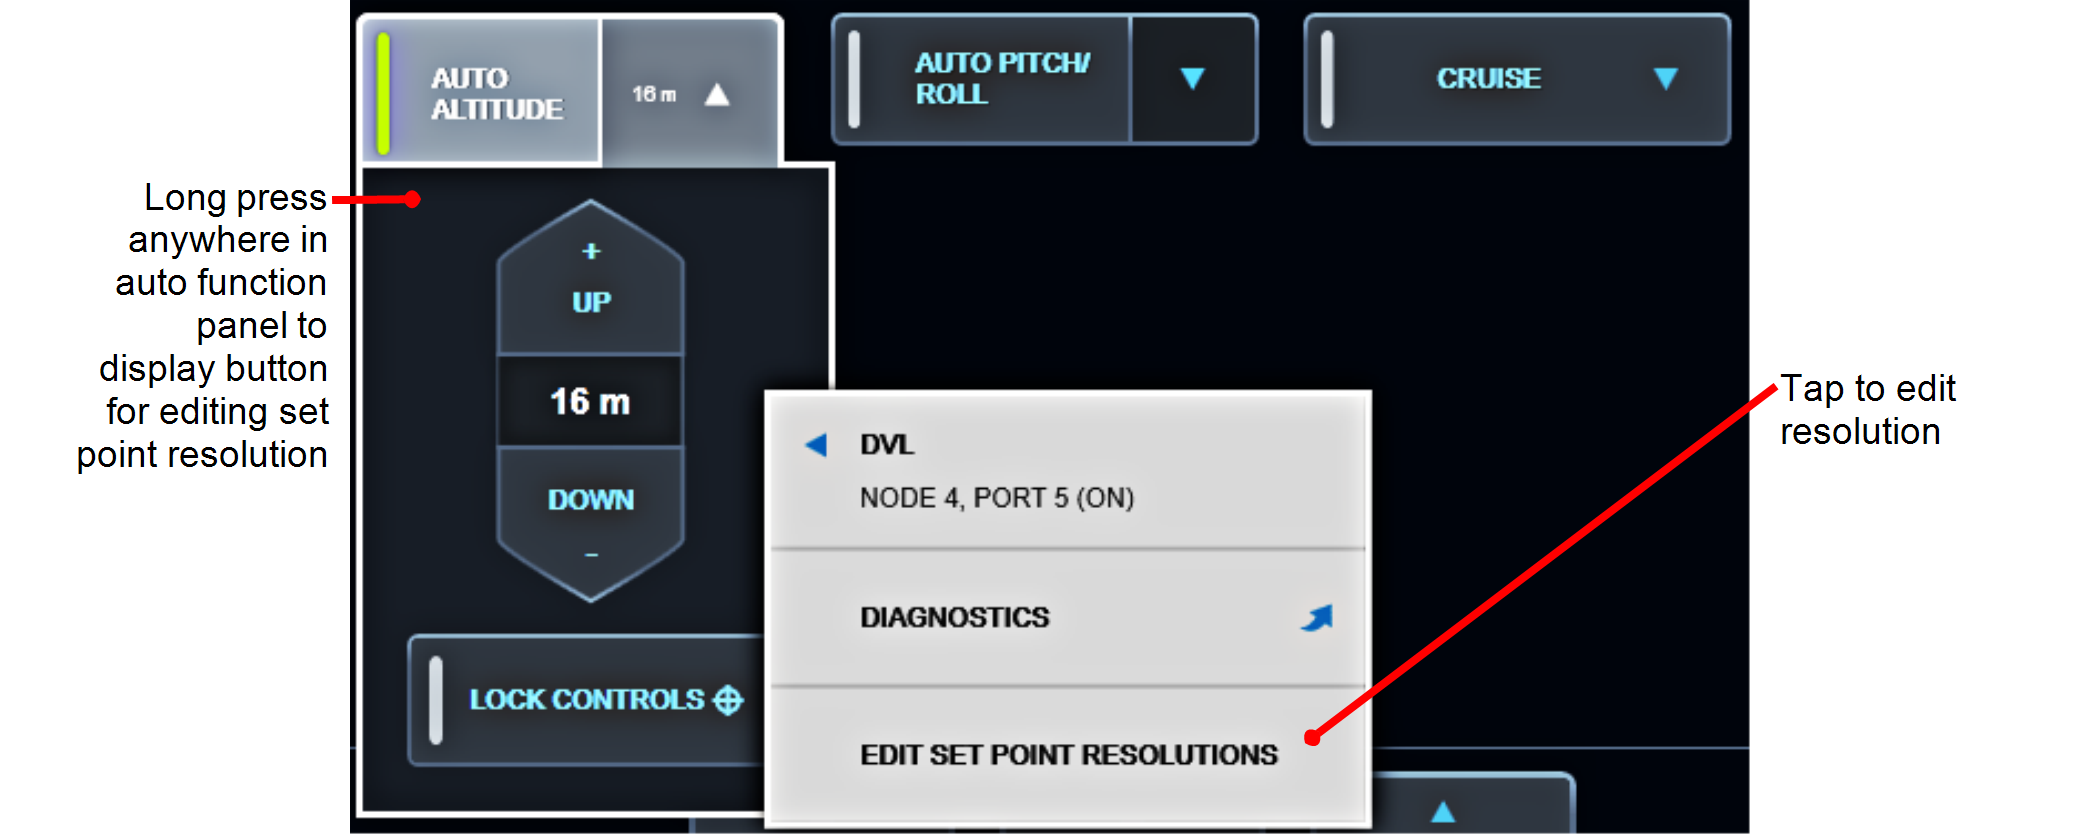 AUTO
ALTITUDE
16 m
AUTO PITCH/
ROLL
CRUISE
Long press
anywhere in
auto function
panel to
display button
for editing set
point resolution
+
UP
16 m
DOWN
-
LOCK CONTROLS
DVL
NODE 4, PORT 5 (ON)
DIAGNOSTICS
EDIT SET POINT RESOLUTIONS
Tap to edit
resolution